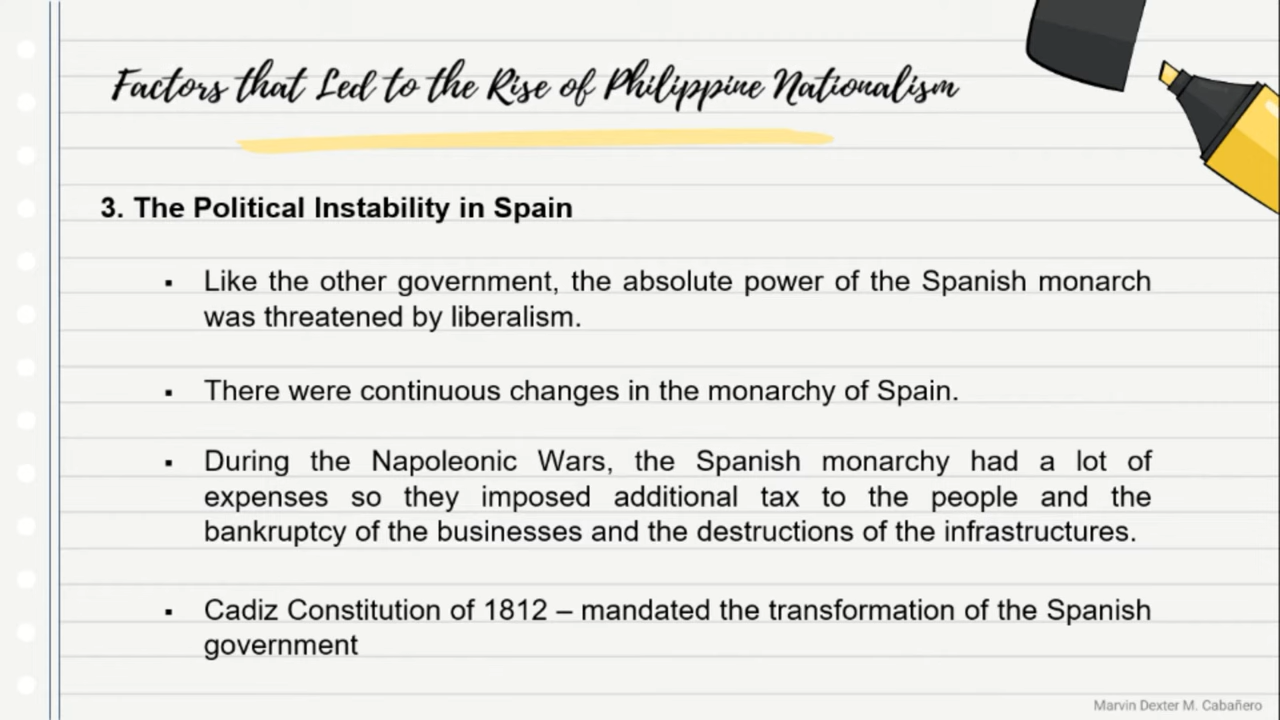 Factors that Led to the Rise of Philippine Nationalism
3. The Political Instability in Spain
▪ Like the other government, the absolute power of the Spanish monarch
was threatened by liberalism.
▪ There were continuous changes in the monarchy of Spain.
▪ During the Napoleonic Wars, the Spanish monarchy had a lot of
expenses so they imposed additional tax to the people and the
bankruptcy of the businesses and the destructions of the infrastructures.
▪ Cadiz Constitution of 1812 – mandated the transformation of the Spanish
government
Marvin Dexter M. Cabañero